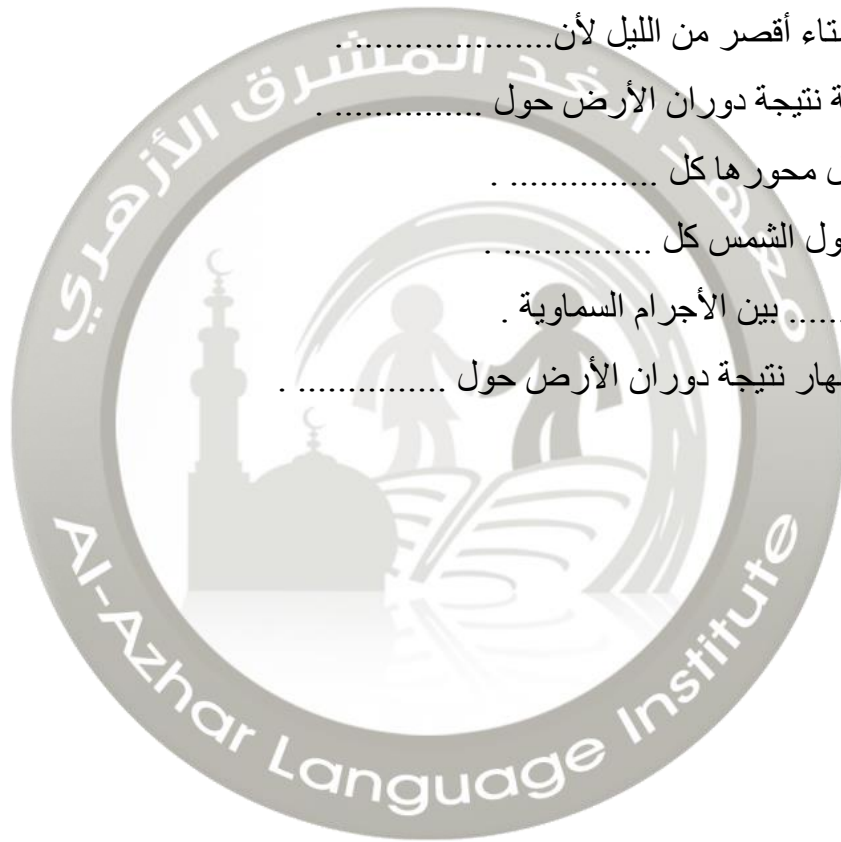 تاء أقصر من الليل لأن.................... .
ة نتيجة دوران الأرض حول ............... .
ل محورها كل ............... .
ول الشمس كل ............... .
..... بين الأجرام السماوية .
هار نتيجة دوران الأرض حول ............... .
معهد الغد المشرق الأزهري
Al-Azhar Language Institute